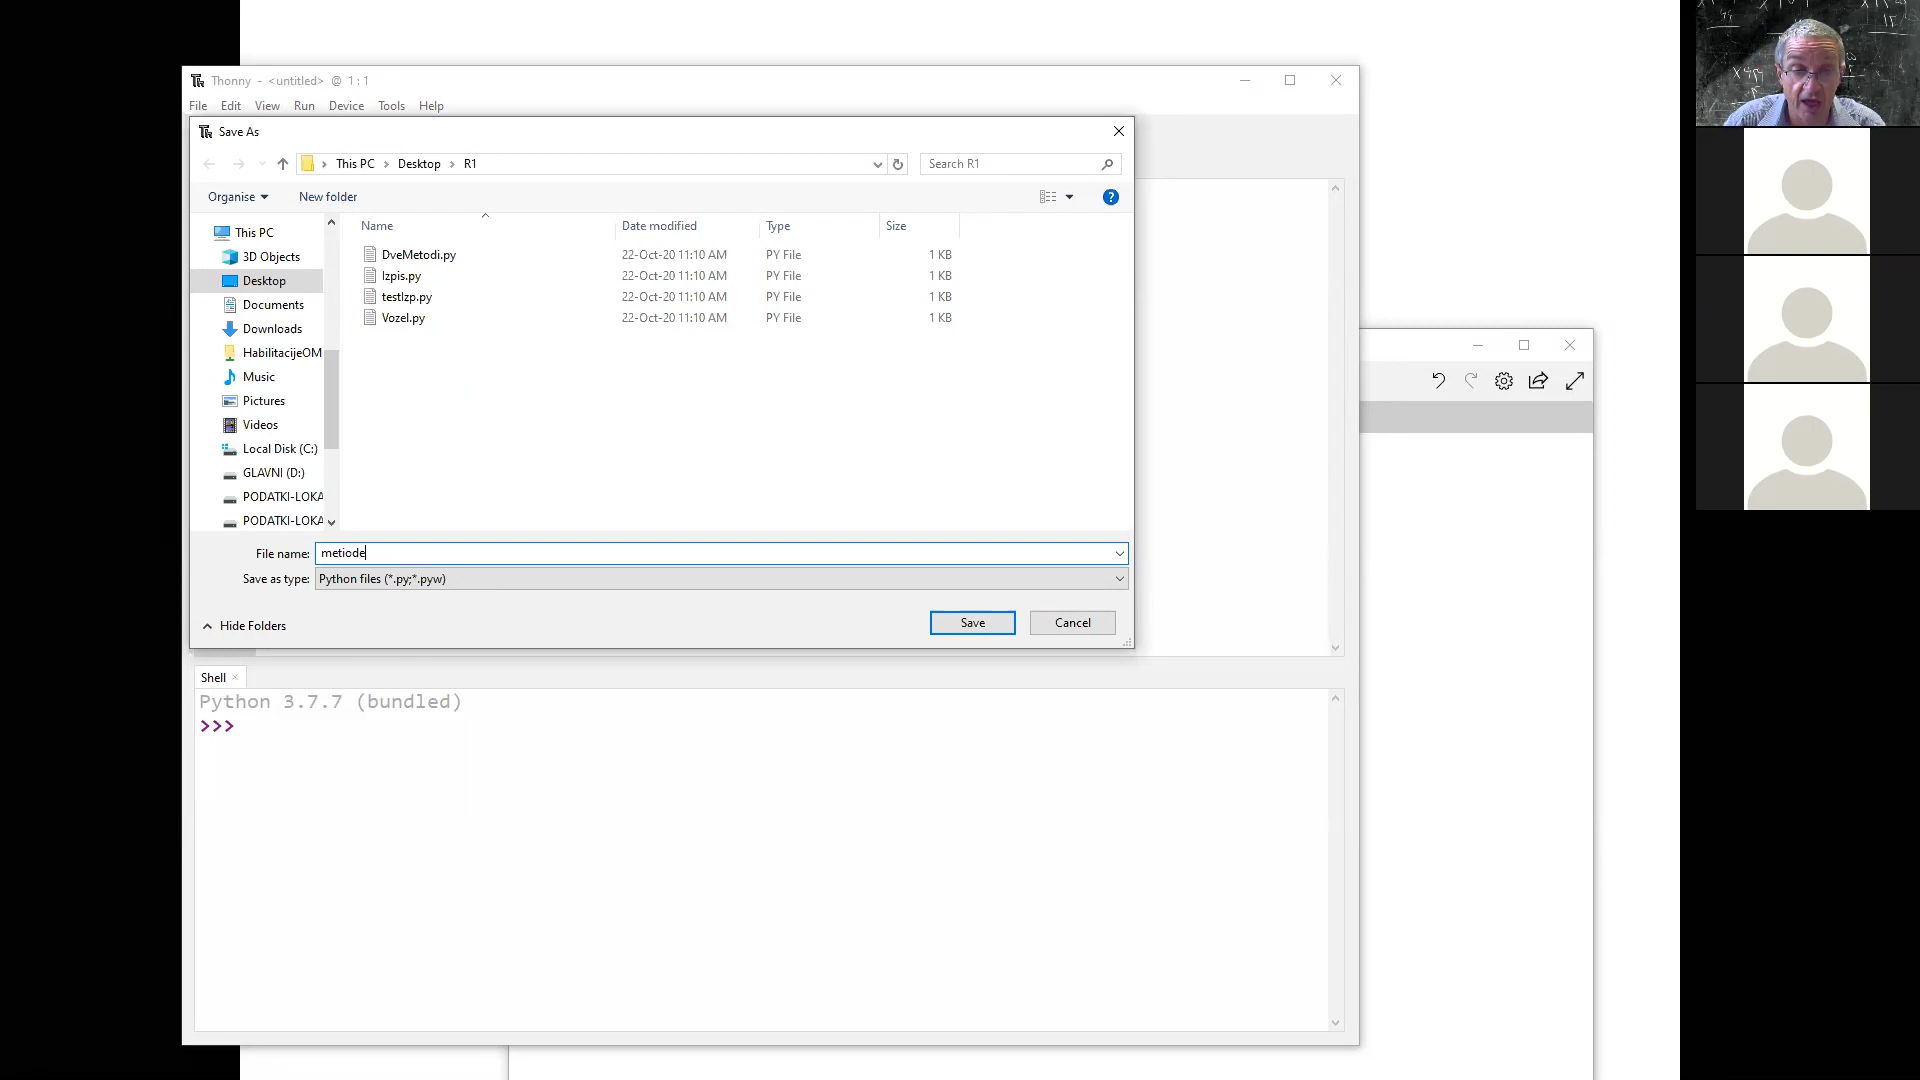 Thonny - <untitled> @ 1 : 1
File Edit View Run Device Tools Help
Save As
This PC > Desktop > R1
Search R1
Organise
New folder
Name Date modified Type Size
This PC
3D Objects
Desktop
Documents
Downloads
HabilitacijeOM
Music
Pictures
Videos
Local Disk (C:)
GLAVNI (D:)
PODATKI-LOKA
PODATKI-LOKA
DveMetodi.py 22-Oct-20 11:10 AM PY File 1 KB
Izpis.py 22-Oct-20 11:10 AM PY File 1 KB
testIzp.py 22-Oct-20 11:10 AM PY File 1 KB
Vozel.py 22-Oct-20 11:10 AM PY File 1 KB
File name: metiode
Save as type: Python files (*.py;*.pyw)
Hide Folders
Save
Cancel
Shell
Python 3.7.7 (bundled)
>>>